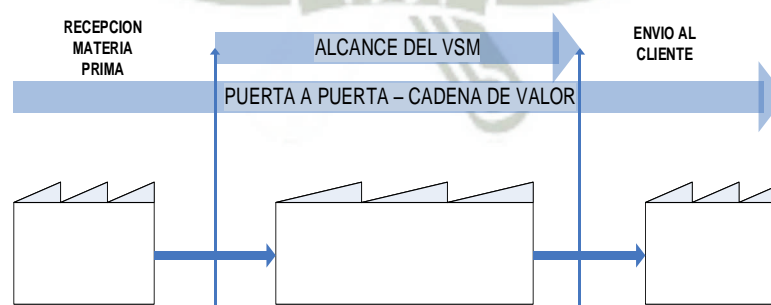 RECEPCION
MATERIA
PRIMA
ALCANCE DEL VSM
ENVIO AL
CLIENTE
PUERTA A PUERTA – CADENA DE VALOR